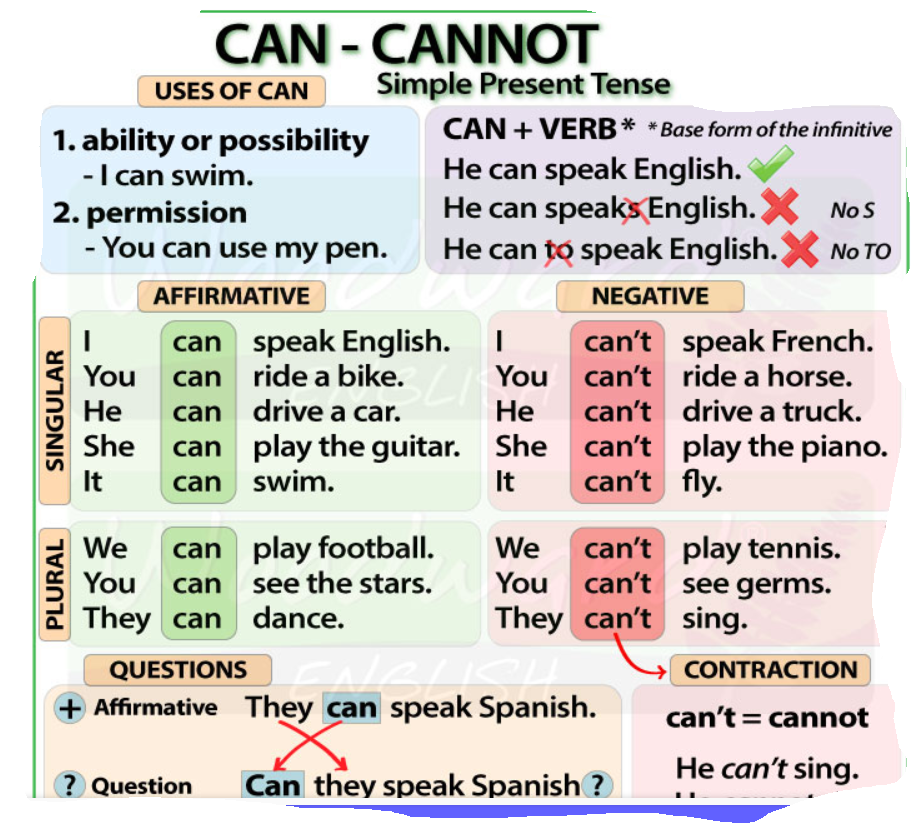 CAN - CANNOT
Simple Present Tense
USES OF CAN
1. ability or possibility
- I can swim.
2. permission
- You can use my pen.
CAN + VERB* * Base form of the infinitive
He can speak English.
He can speaks English. No S
He can to speak English. No TO
AFFIRMATIVE
SINGULAR
I can speak English.
You can ride a bike.
He can drive a car.
She can play the guitar.
It can swim.
PLURAL
We can play football.
You can see the stars.
They can dance.
NEGATIVE
I can't speak French.
You can't ride a horse.
He can't drive a truck.
She can't play the piano.
It can't fly.
We can't play tennis.
You can't see germs.
They can't sing.
QUESTIONS
+ Affirmative They can speak Spanish.
? Question Can they speak Spanish?
CONTRACTION
can't = cannot
He can't sing.
Woodward®
ENGLISH
Woodward®
ENGLISH